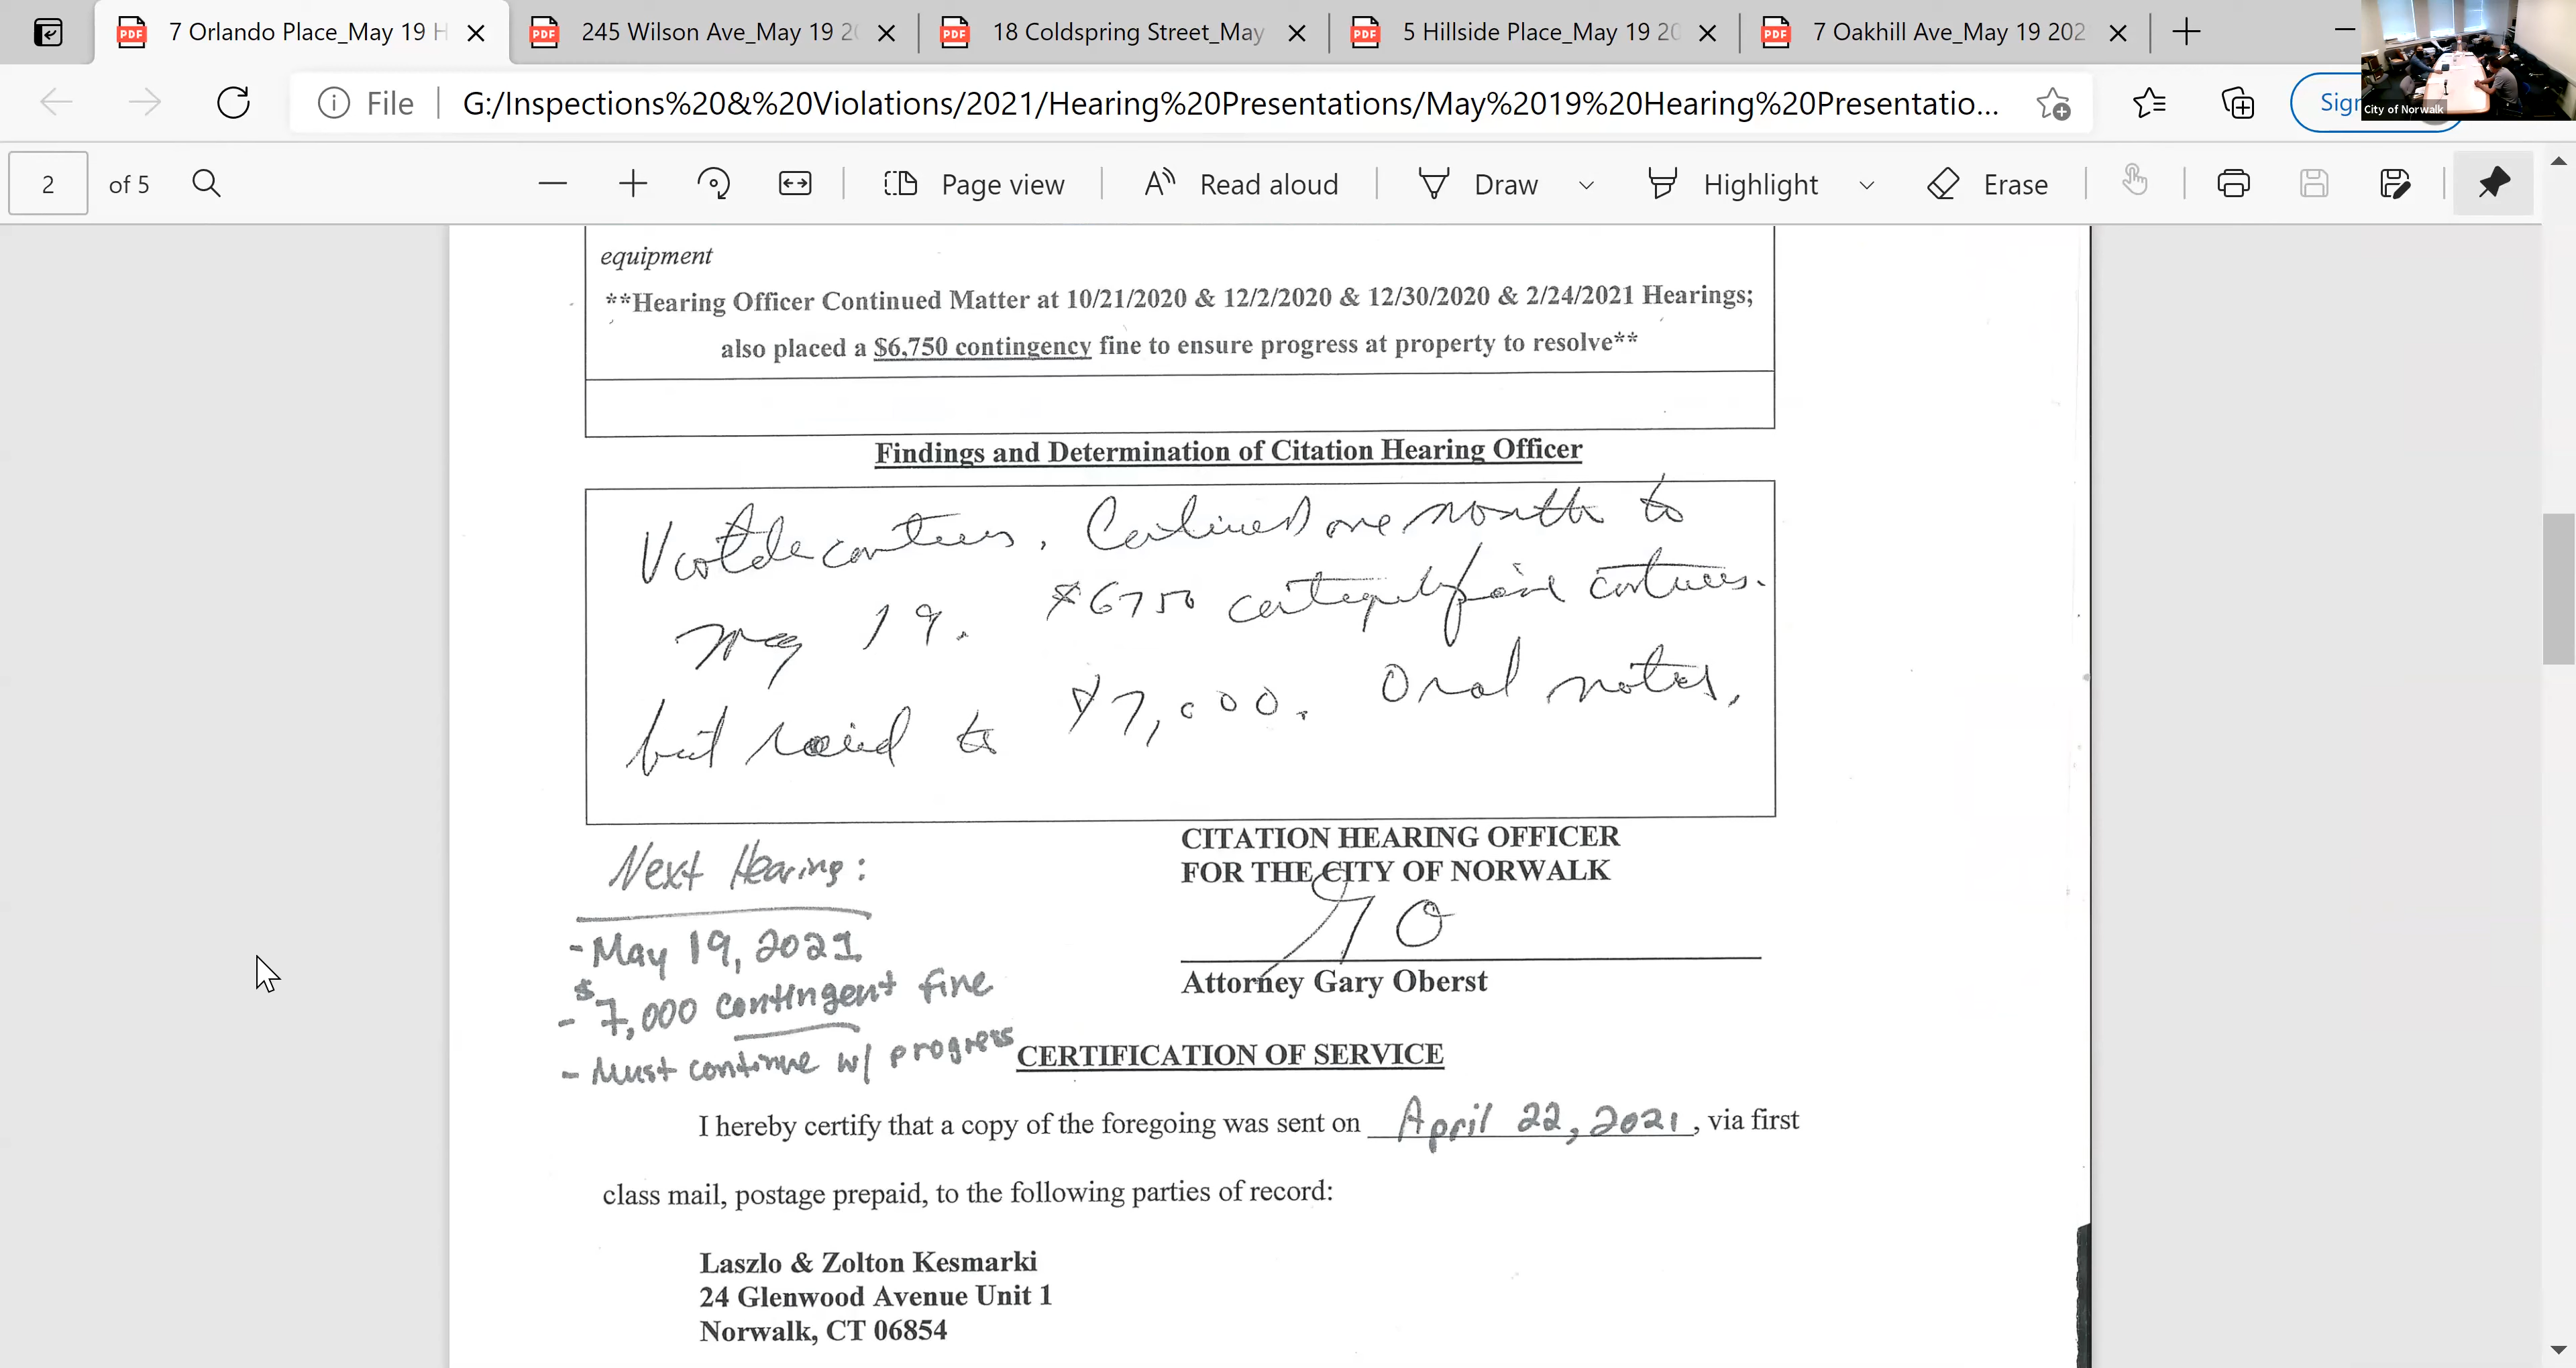 7 Orlando Place_May 19 H
245 Wilson Ave_May 19 20
18 Coldspring Street_May
5 Hillside Place_May 19 20
7 Oakhill Ave_May 19 202
File
G:/Inspections%20&%20Violations/2021/Hearing%20Presentations/May%2019%20Hearing%20Presentatio...
Sign
City of Norwalk
2 of 5
Page view
Read aloud
Draw
Highlight
Erase
equipment
**Hearing Officer Continued Matter at 10/21/2020 & 12/2/2020 & 12/30/2020 & 2/24/2021 Hearings;
also placed a $6,750 contingency fine to ensure progress at property to resolve**
Findings and Determination of Citation Hearing Officer
continues. Continued one month to
May 19. $6750 contingency fine continues.
but raised to $7,000. Oral notes,
Next Hearing:
- May 19, 2021
- $7,000 contingent fine
- Must continue w/ progress
CITATION HEARING OFFICER
FOR THE CITY OF NORWALK
GO
Attorney Gary Oberst
CERTIFICATION OF SERVICE
I hereby certify that a copy of the foregoing was sent on April 22, 2021, via first
class mail, postage prepaid, to the following parties of record:
Laszlo & Zolton Kesmarki
24 Glenwood Avenue Unit 1
Norwalk, CT 06854